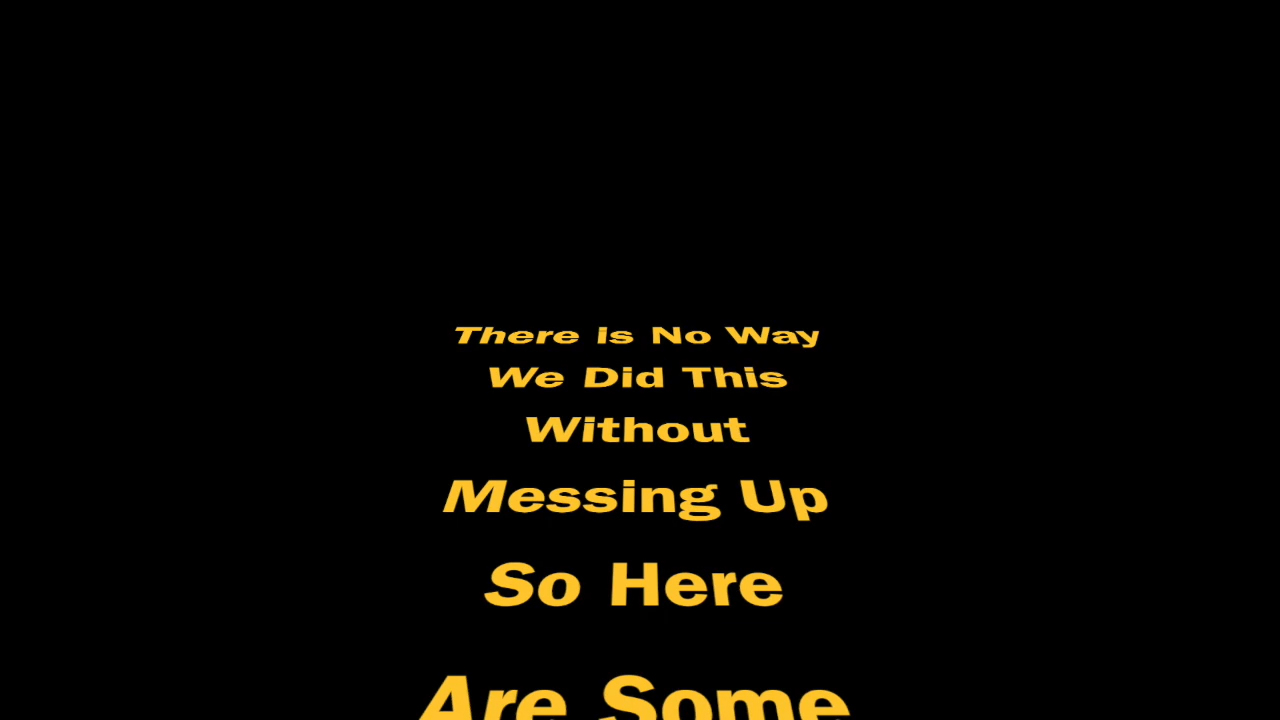 There is No Way
We Did This
Without
Messing Up
So Here
Are Some